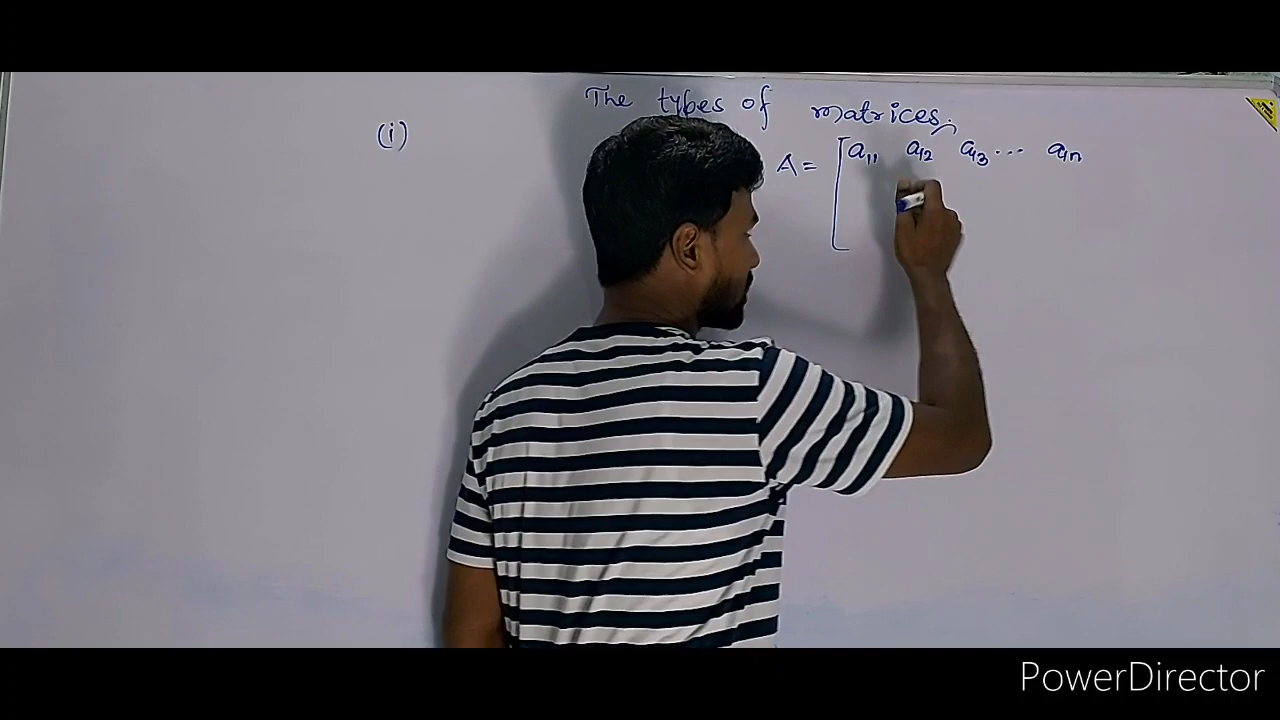 The types of matrices:
(i)
A = [a₁₁ a₁₂ a₁₃ ... a₁ₙ
PowerDirector